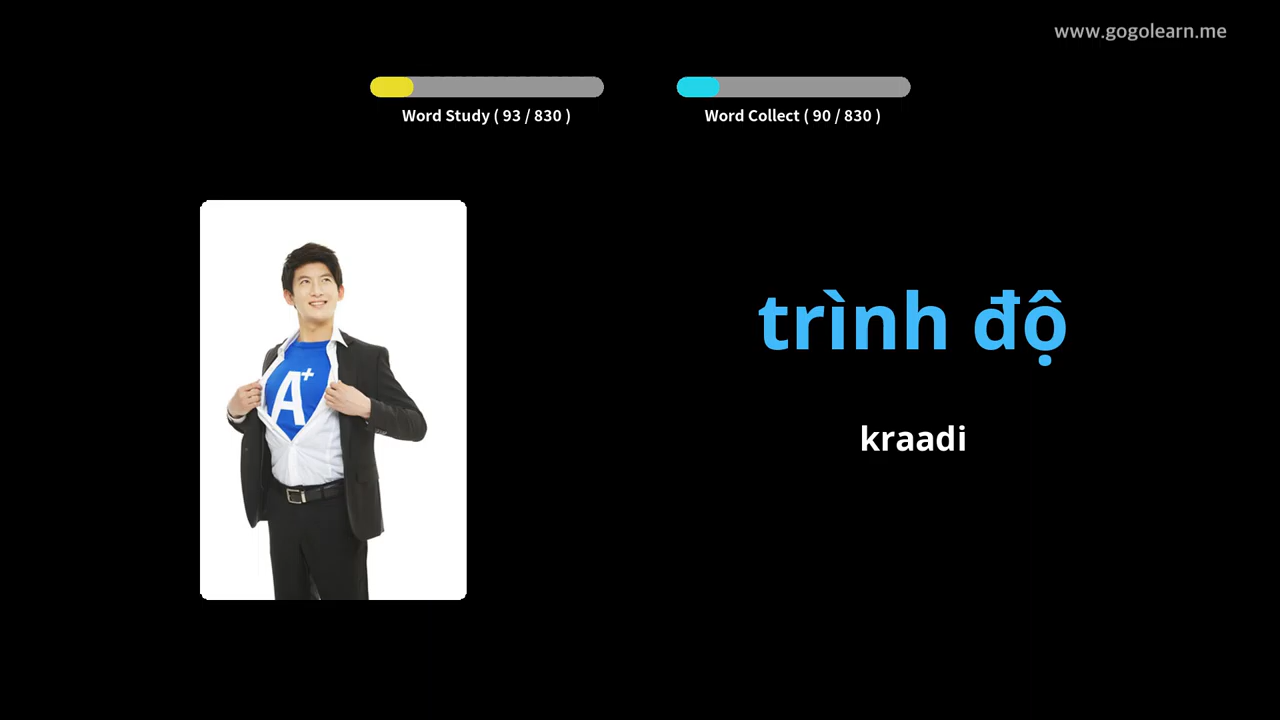 www.gogolearn.me
Word Study ( 93 / 830 )
Word Collect ( 90 / 830 )
A+
trình độ
kraadi